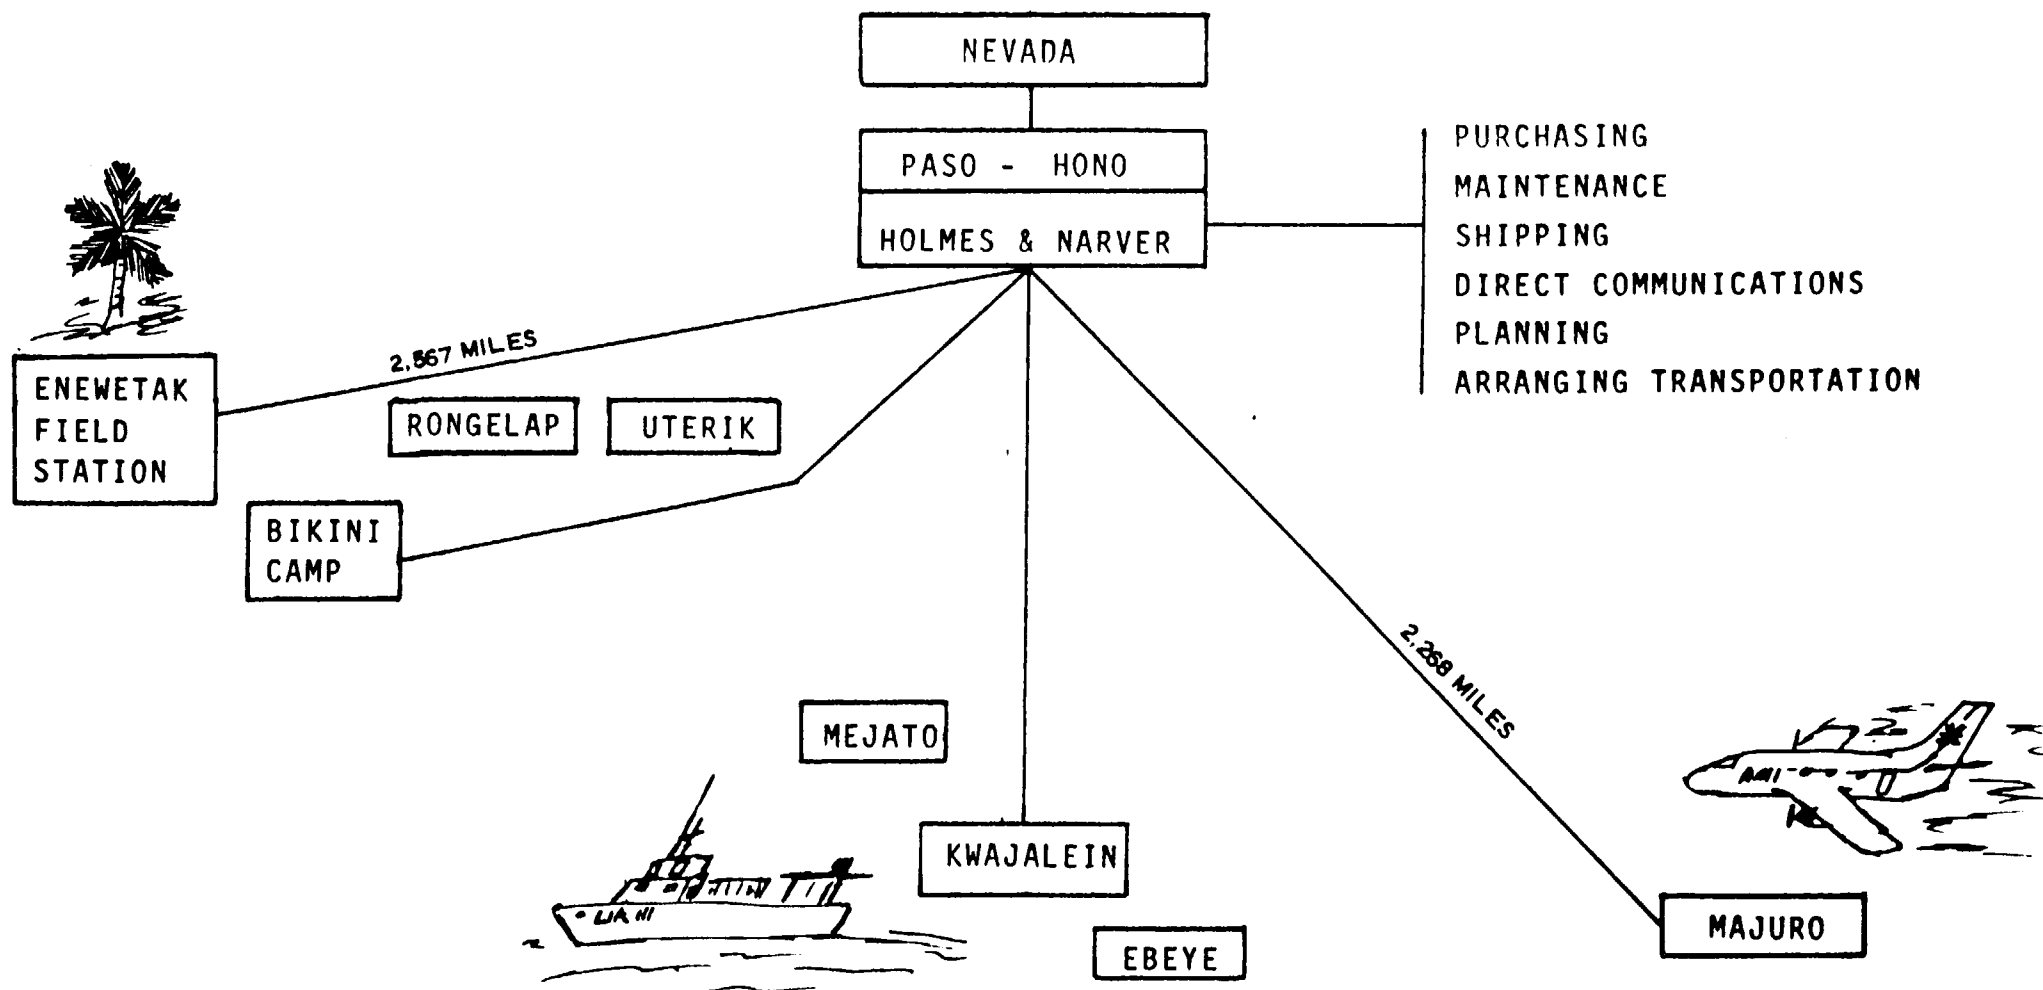 NEVADA
PASO - HONO
HOLMES & NARVER
PURCHASING
MAINTENANCE
SHIPPING
DIRECT COMMUNICATIONS
PLANNING
ARRANGING TRANSPORTATION
2,567 MILES
ENEWETAK
FIELD
STATION
RONGELAP
UTERIK
BIKINI
CAMP
2,268 MILES
MEJATO
AMI
KWAJALEIN
MAJURO
EBEYE